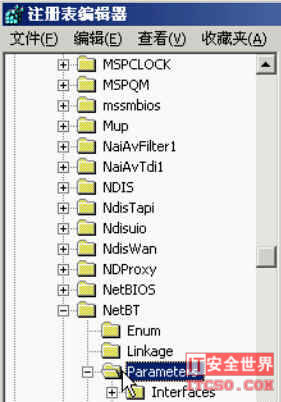 注册表编辑器
文件(F) 编辑(E) 查看(V) 收藏夹(A)
MSPCLOCK
MSPQM
mssmbios
Mup
NaiAvFilter1
NaiAvTdi1
NDIS
NdisTapi
Ndisuio
NdisWan
NDProxy
NetBIOS
NetBT
Enum
Linkage
Parameters
Interfaces
IT安全世界
ITCSO.COM